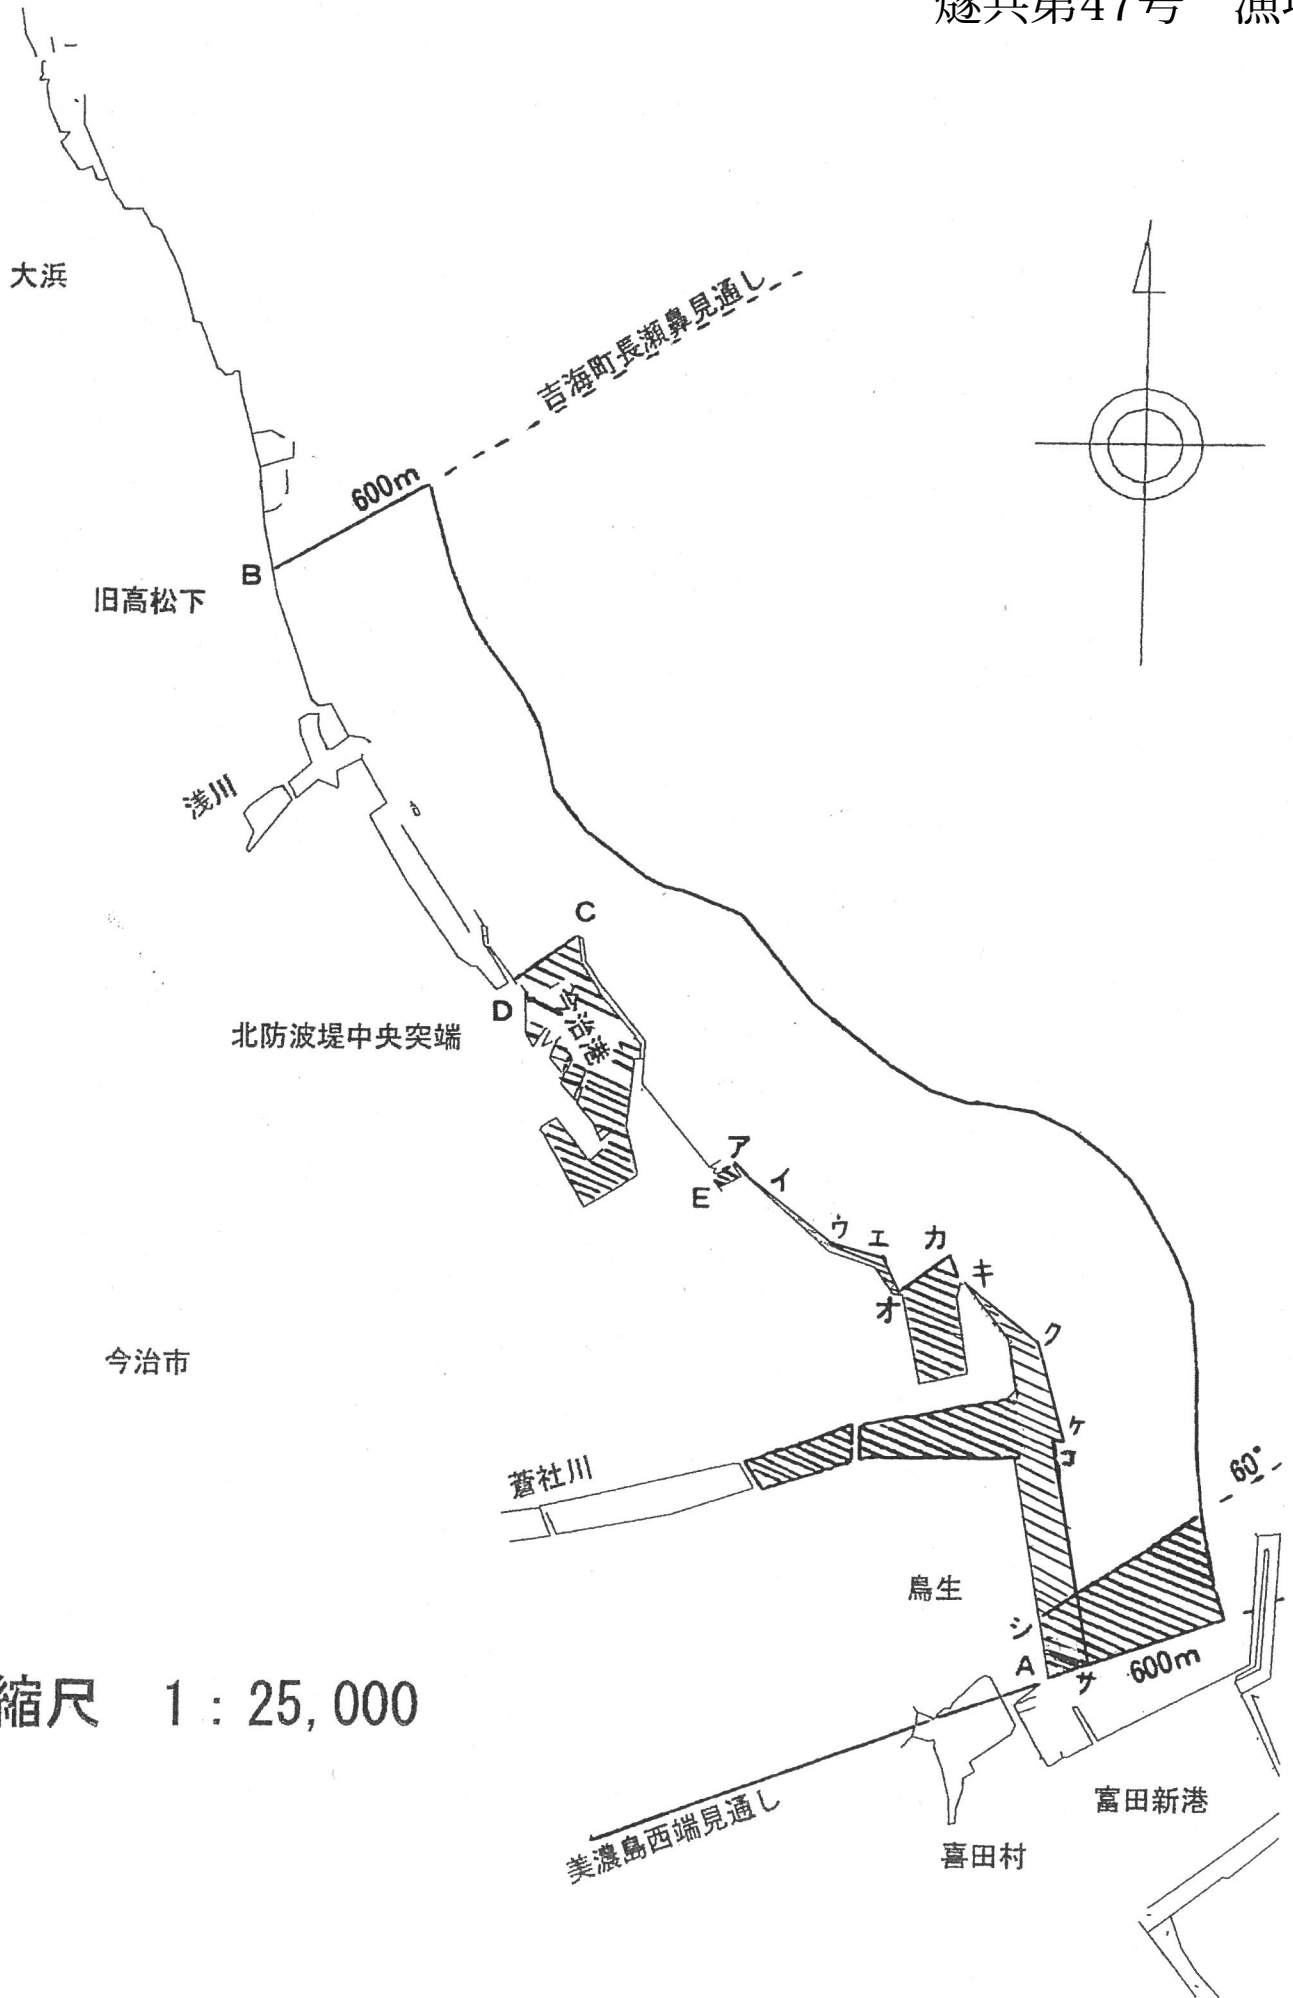 燧共第47号 漁
大浜
吉海町長瀬鼻見通し
600m
B
旧高松下
浅川
C
D
今治港
北防波堤中央突端
ア
イ
E
ウ
エ
カ
キ
オ
ク
今治市
ケ
コ
蒼社川
60°
鳥生
シ
A
サ
600m
縮尺 1:25,000
美濃島西端見通し
富田新港
喜田村